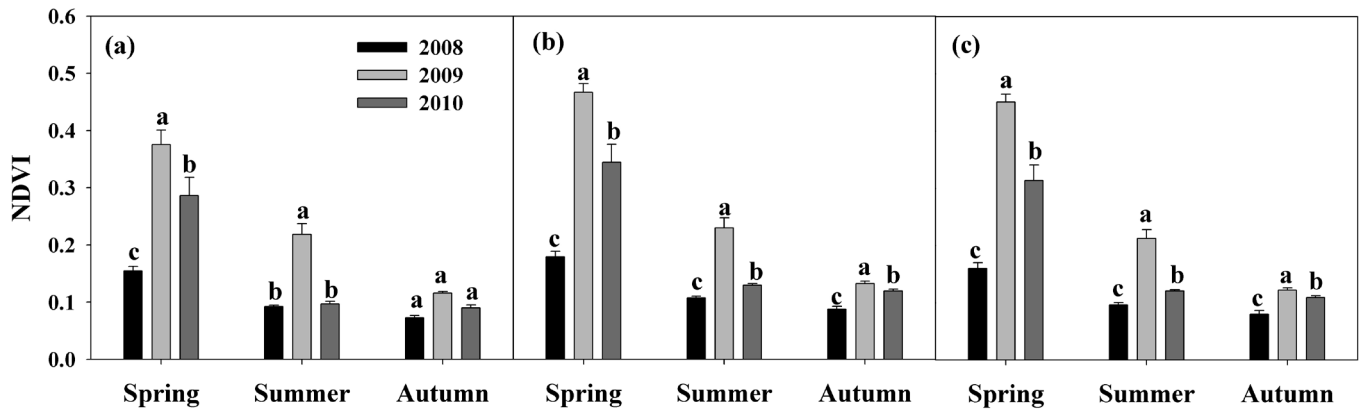 NDVI
0.6
0.5
0.4
0.3
0.2
0.1
0.0
(a)
2008
2009
2010
c a b
b a b
a a a
Spring Summer Autumn
(b)
c a b
c a b
c a b
Spring Summer Autumn
(c)
c a b
c a b
c a b
Spring Summer Autumn